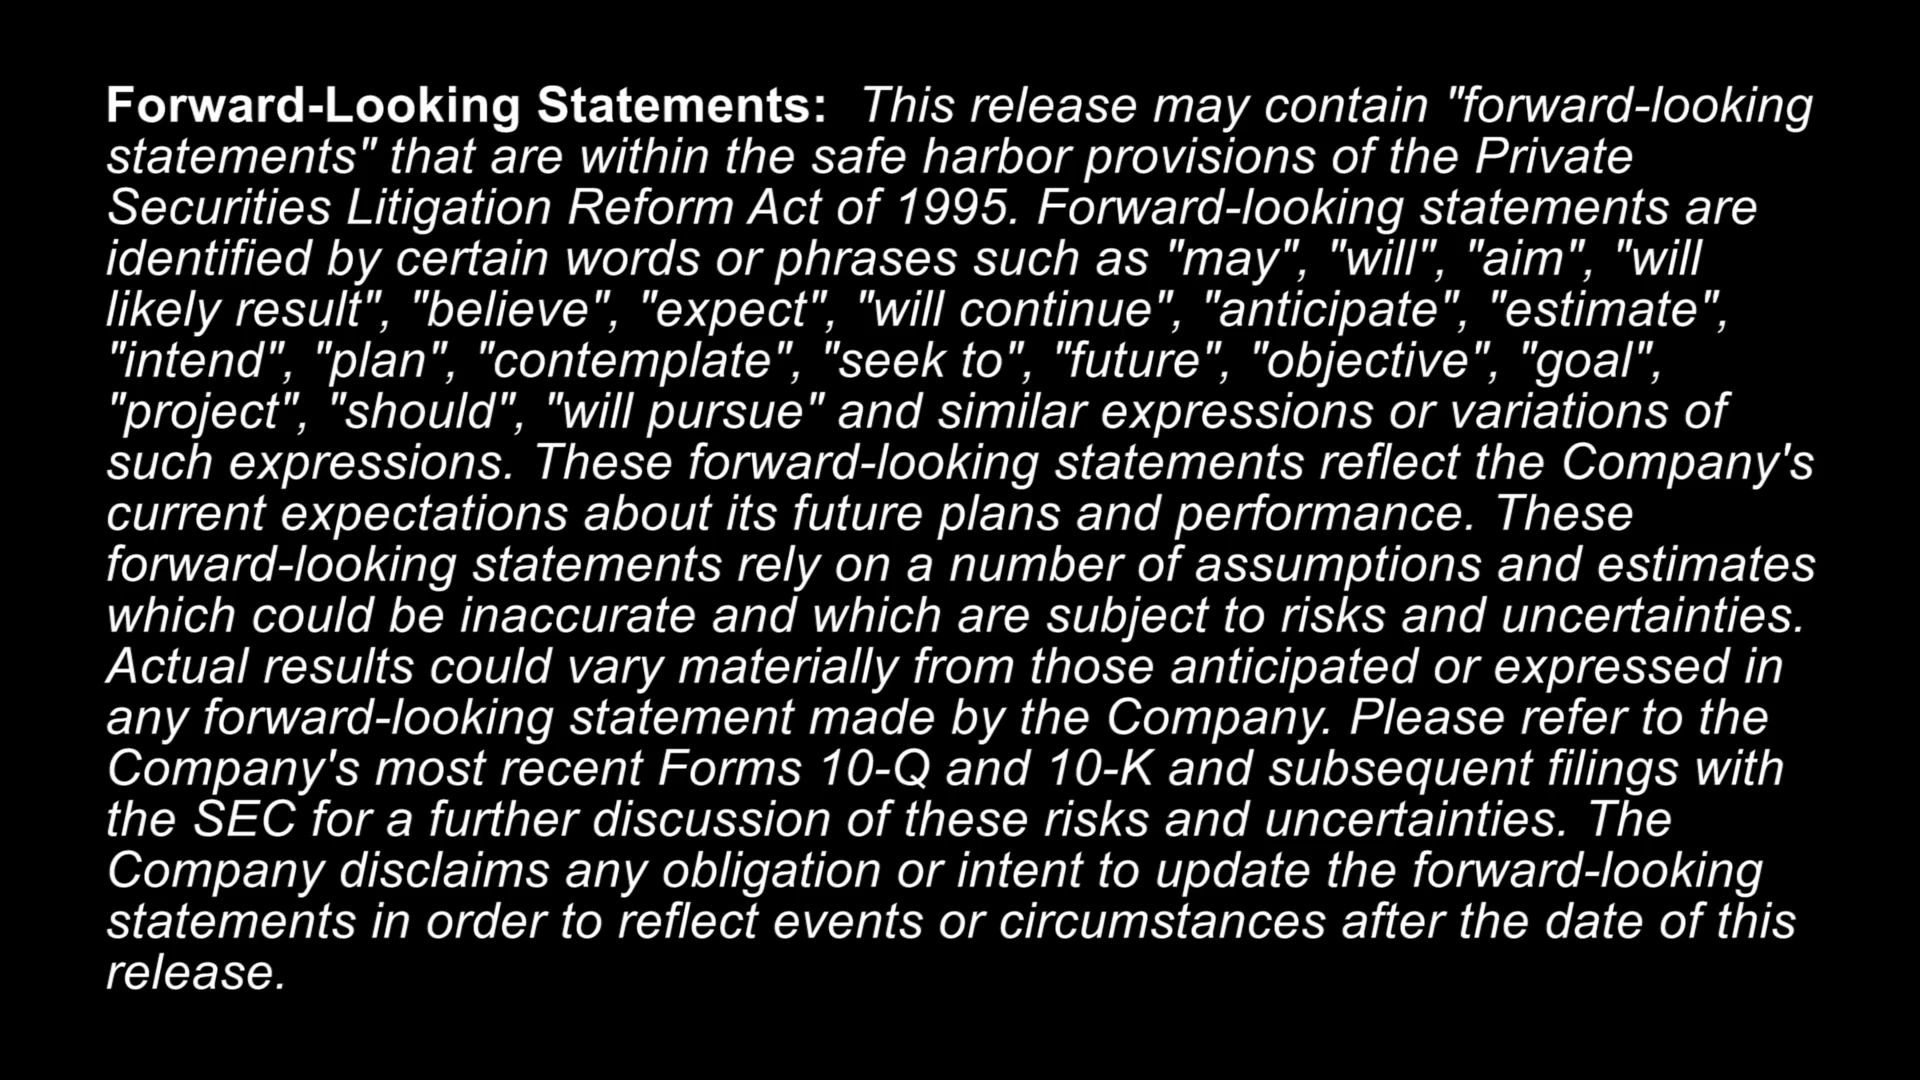 Forward-Looking Statements:  This release may contain "forward-looking
statements" that are within the safe harbor provisions of the Private
Securities Litigation Reform Act of 1995. Forward-looking statements are
identified by certain words or phrases such as "may", "will", "aim", "will
likely result", "believe", "expect", "will continue", "anticipate", "estimate",
"intend", "plan", "contemplate", "seek to", "future", "objective", "goal",
"project", "should", "will pursue" and similar expressions or variations of
such expressions. These forward-looking statements reflect the Company's
current expectations about its future plans and performance. These
forward-looking statements rely on a number of assumptions and estimates
which could be inaccurate and which are subject to risks and uncertainties.
Actual results could vary materially from those anticipated or expressed in
any forward-looking statement made by the Company. Please refer to the
Company's most recent Forms 10-Q and 10-K and subsequent filings with
the SEC for a further discussion of these risks and uncertainties. The
Company disclaims any obligation or intent to update the forward-looking
statements in order to reflect events or circumstances after the date of this
release.